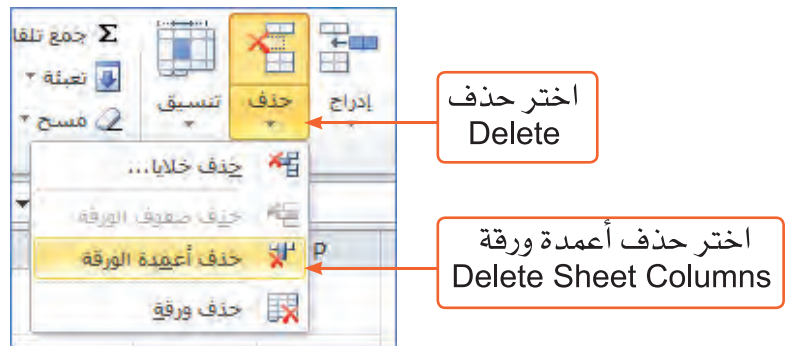 إدراج
حذف
تنسيق
Σ جمع تلقا
تعبئة
مسح
حذف خلايا...
حذف صفوف الورقة
حذف أعمدة الورقة
حذف ورقة
P
اختر حذف
Delete
اختر حذف أعمدة ورقة
Delete Sheet Columns